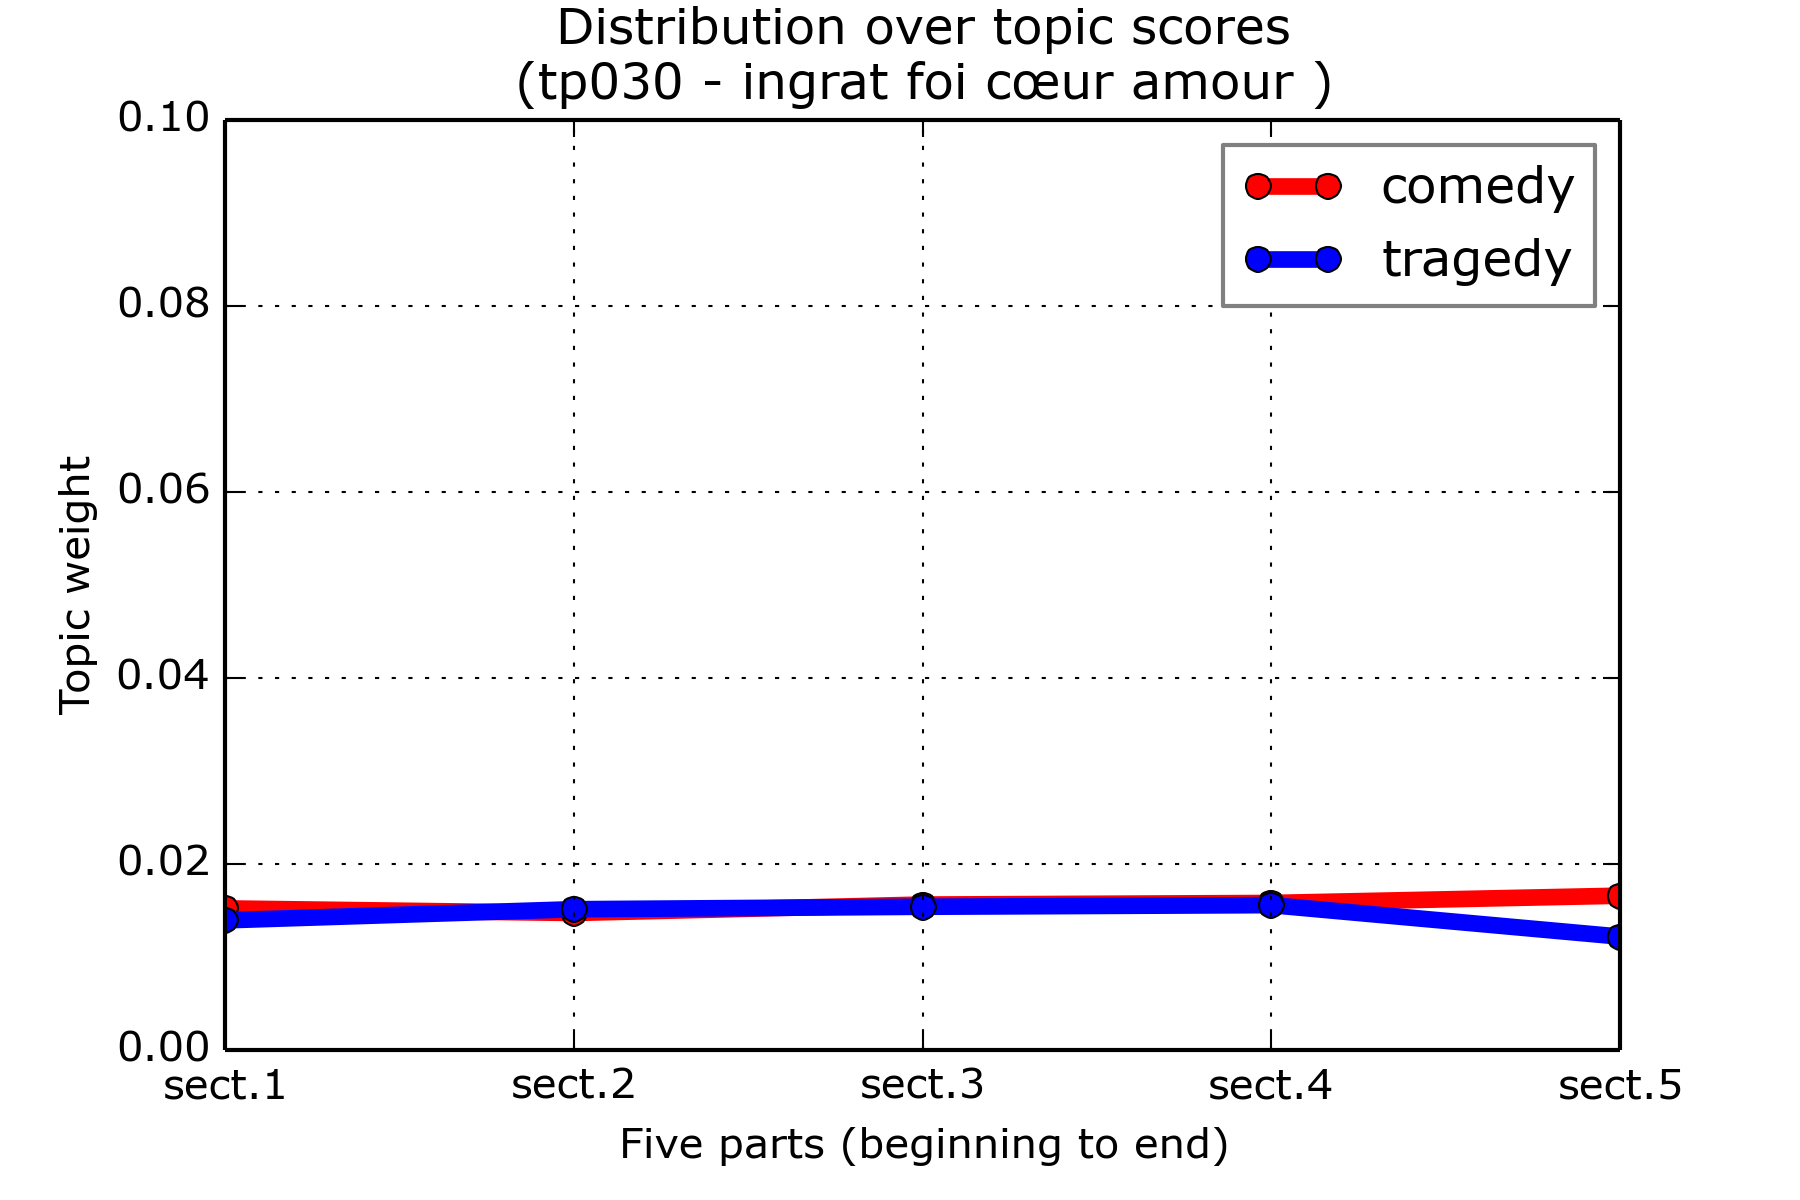 Distribution over topic scores
(tp030 - ingrat foi cœur amour )
0.10
0.08
0.06
0.04
0.02
0.00
Topic weight
comedy
tragedy
sect.1 sect.2 sect.3 sect.4 sect.5
Five parts (beginning to end)